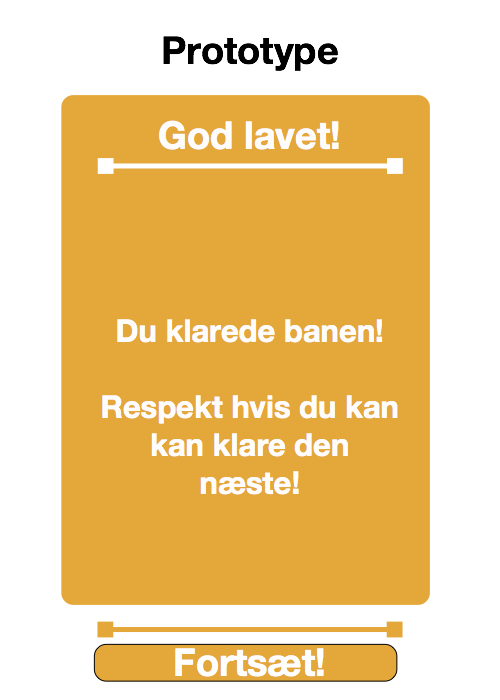 Prototype
God lavet!
Du klarede banen!
Respekt hvis du kan
kan klare den
næste!
Fortsæt!